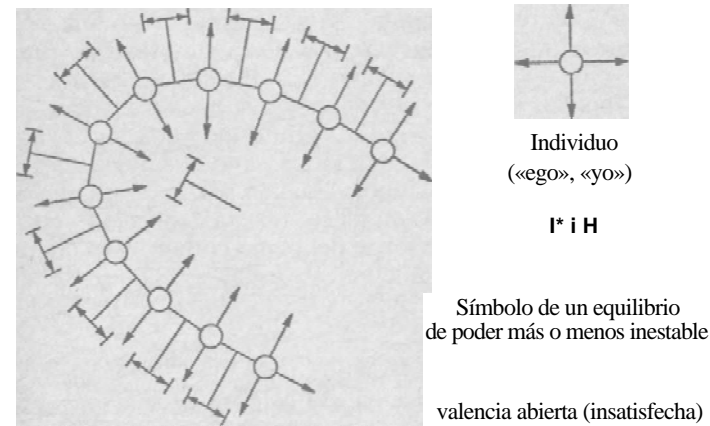 Individuo
(«ego», «yo»)
I* i H
Símbolo de un equilibrio
de poder más o menos inestable
valencia abierta (insatisfecha)